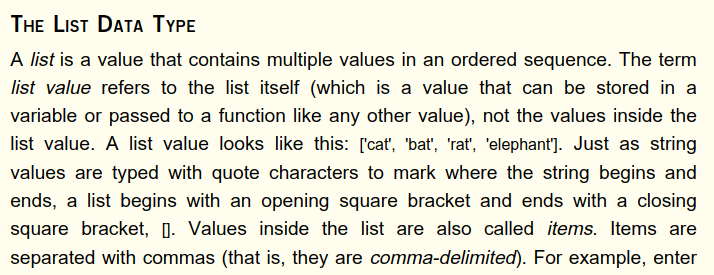 THE LIST DATA TYPE
A list is a value that contains multiple values in an ordered sequence. The term
list value refers to the list itself (which is a value that can be stored in a
variable or passed to a function like any other value), not the values inside the
list value. A list value looks like this: ['cat', 'bat', 'rat', 'elephant']. Just as string
values are typed with quote characters to mark where the string begins and
ends, a list begins with an opening square bracket and ends with a closing
square bracket, []. Values inside the list are also called items. Items are
separated with commas (that is, they are comma-delimited). For example, enter